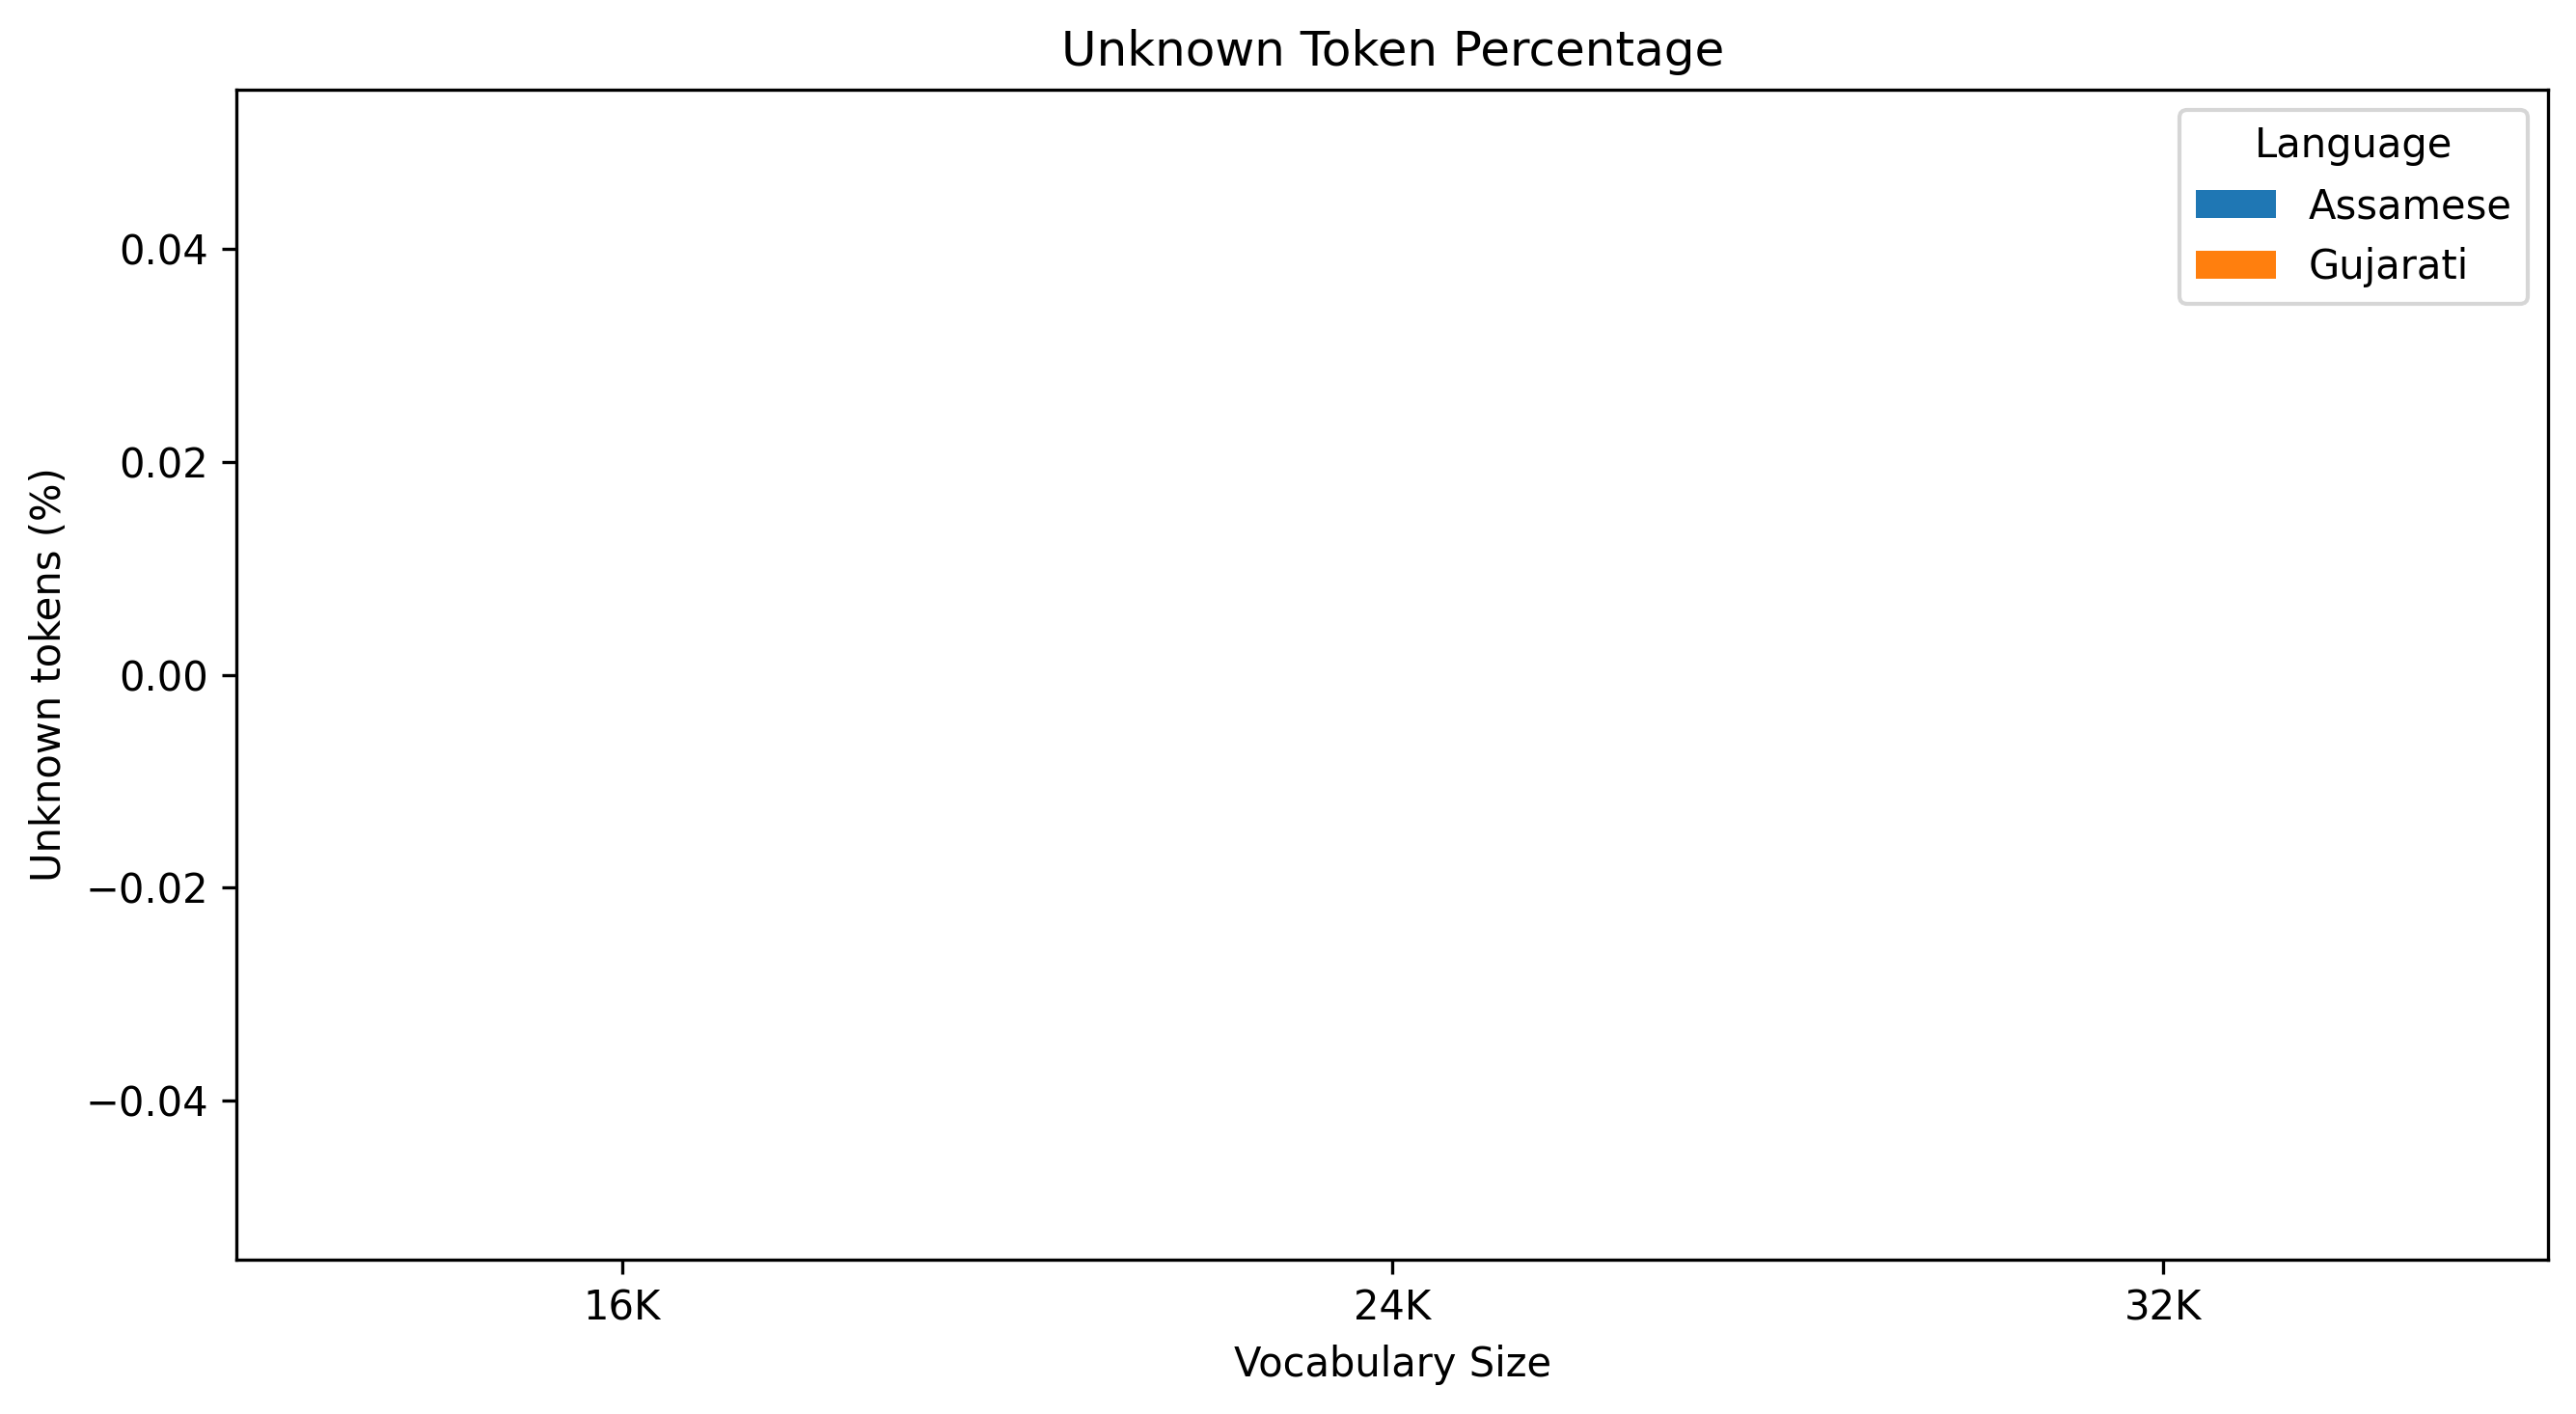 Unknown Token Percentage
Language
Assamese
Gujarati
0.04
0.02
0.00
−0.02
−0.04
Unknown tokens (%)
16K
24K
32K
Vocabulary Size